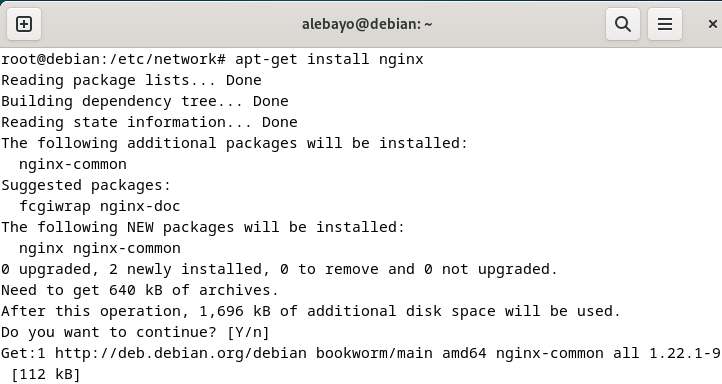 alebayo@debian: ~
root@debian:/etc/network# apt-get install nginx
Reading package lists... Done
Building dependency tree... Done
Reading state information... Done
The following additional packages will be installed:
  nginx-common
Suggested packages:
  fcgiwrap nginx-doc
The following NEW packages will be installed:
  nginx nginx-common
0 upgraded, 2 newly installed, 0 to remove and 0 not upgraded.
Need to get 640 kB of archives.
After this operation, 1,696 kB of additional disk space will be used.
Do you want to continue? [Y/n]
Get:1 http://deb.debian.org/debian bookworm/main amd64 nginx-common all 1.22.1-9
 [112 kB]